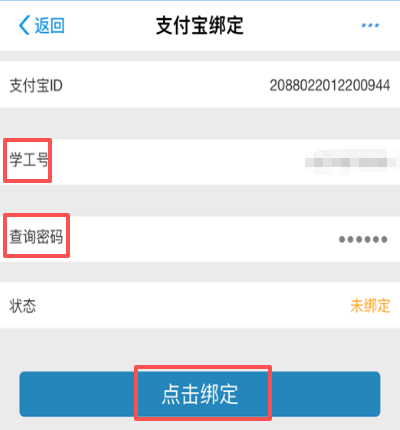 返回 支付宝绑定 ...
支付宝ID 2088022012200944
学工号
查询密码 ••••••
状态 未绑定
点击绑定